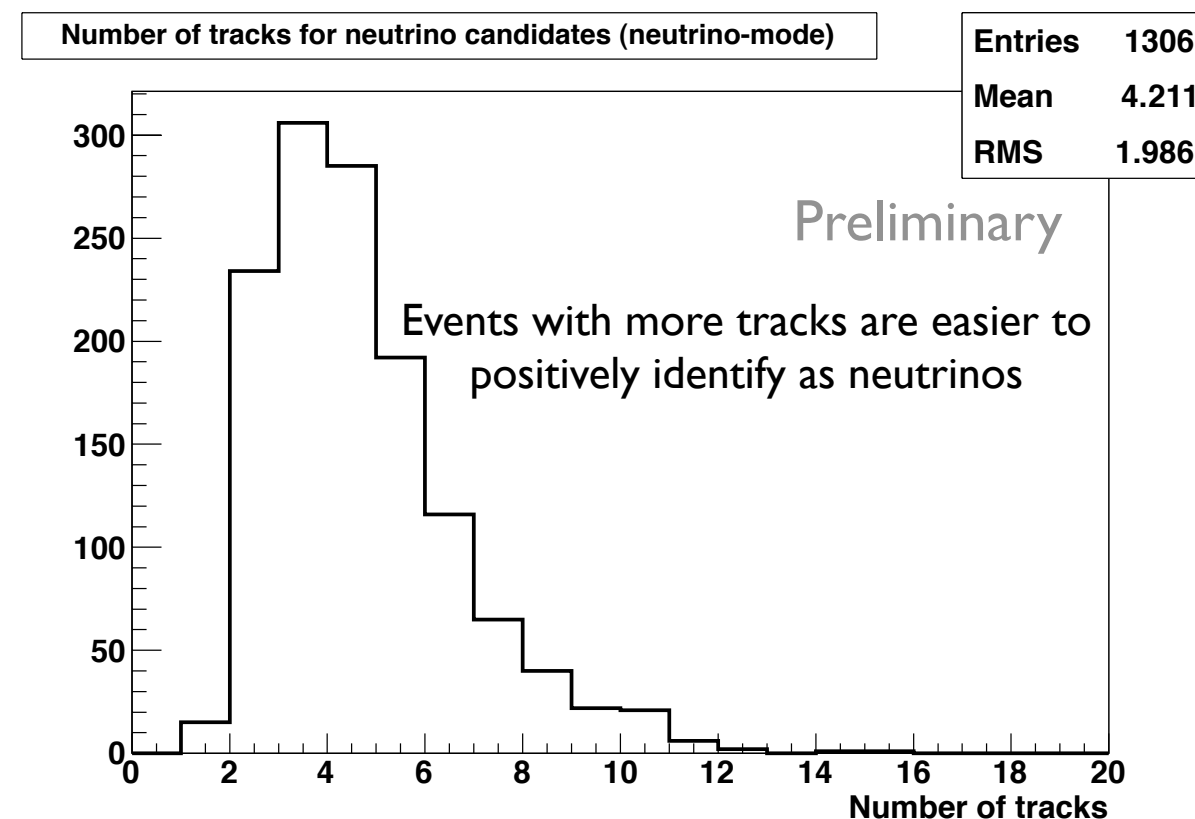 Number of tracks for neutrino candidates (neutrino-mode)
Entries 1306
Mean 4.211
RMS 1.986
Preliminary
Events with more tracks are easier to
positively identify as neutrinos
300
250
200
150
100
50
0
0 2 4 6 8 10 12 14 16 18 20
Number of tracks